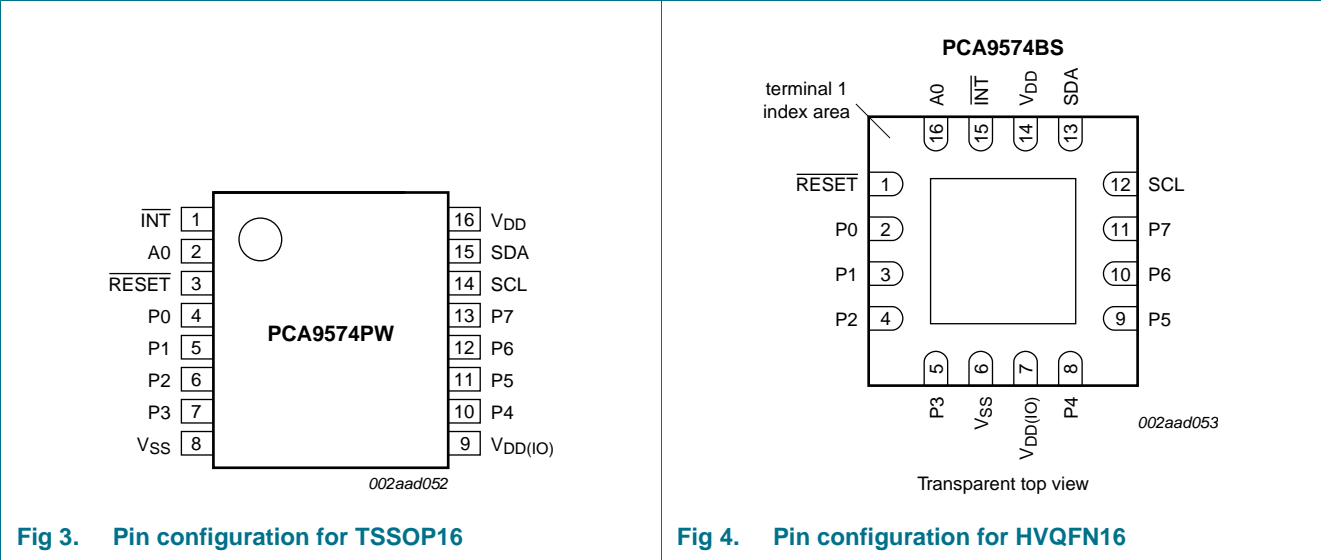 INT 1
A0 2
RESET 3
P0 4
P1 5
P2 6
P3 7
VSS 8
PCA9574PW
16 VDD
15 SDA
14 SCL
13 P7
12 P6
11 P5
10 P4
9 VDD(IO)
002aad052
Fig 3. Pin configuration for TSSOP16
PCA9574BS
terminal 1
index area
A0 INT VDD SDA
16 15 14 13
RESET 1
P0 2
P1 3
P2 4
12 SCL
11 P7
10 P6
9 P5
5 6 7 8
P3 VSS VDD(IO) P4
002aad053
Transparent top view
Fig 4. Pin configuration for HVQFN16